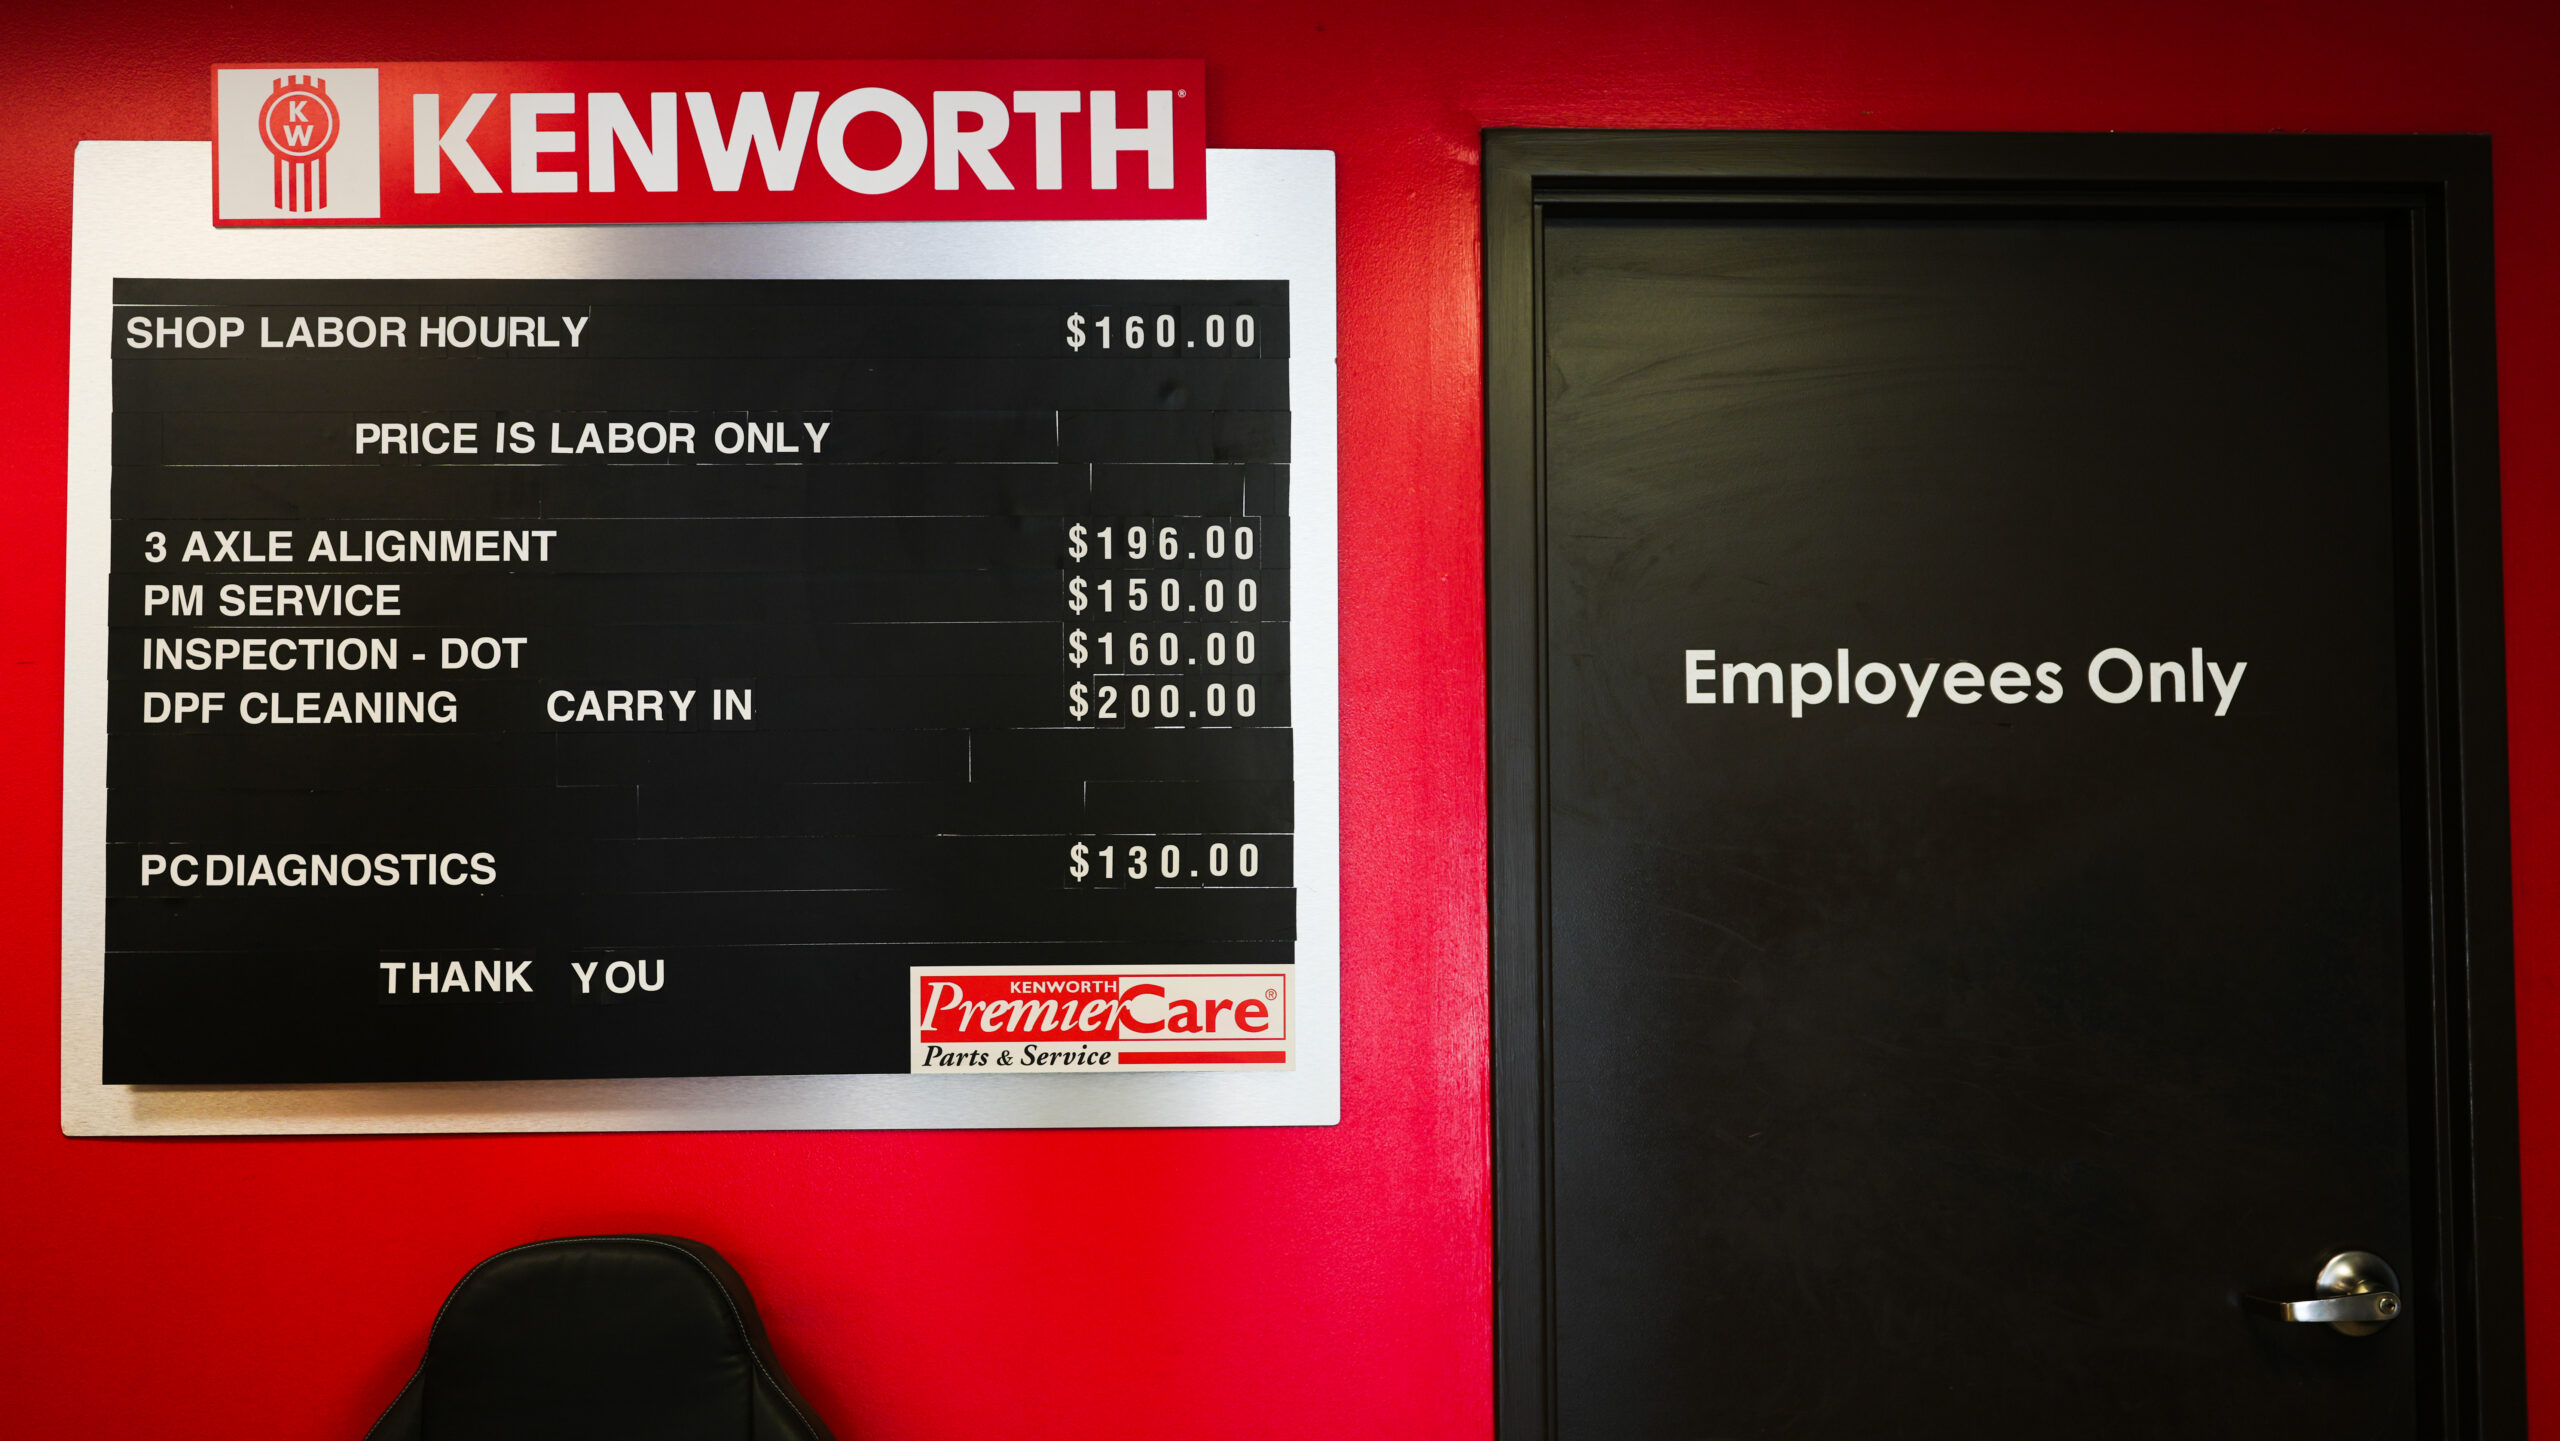 KW
KENWORTH®
SHOP LABOR HOURLY $160.00
PRICE IS LABOR ONLY
3 AXLE ALIGNMENT $196.00
PM SERVICE $150.00
INSPECTION - DOT $160.00
DPF CLEANING CARRY IN $200.00
PC DIAGNOSTICS $130.00
THANK YOU
KENWORTH
PremierCare®
Parts & Service
Employees Only